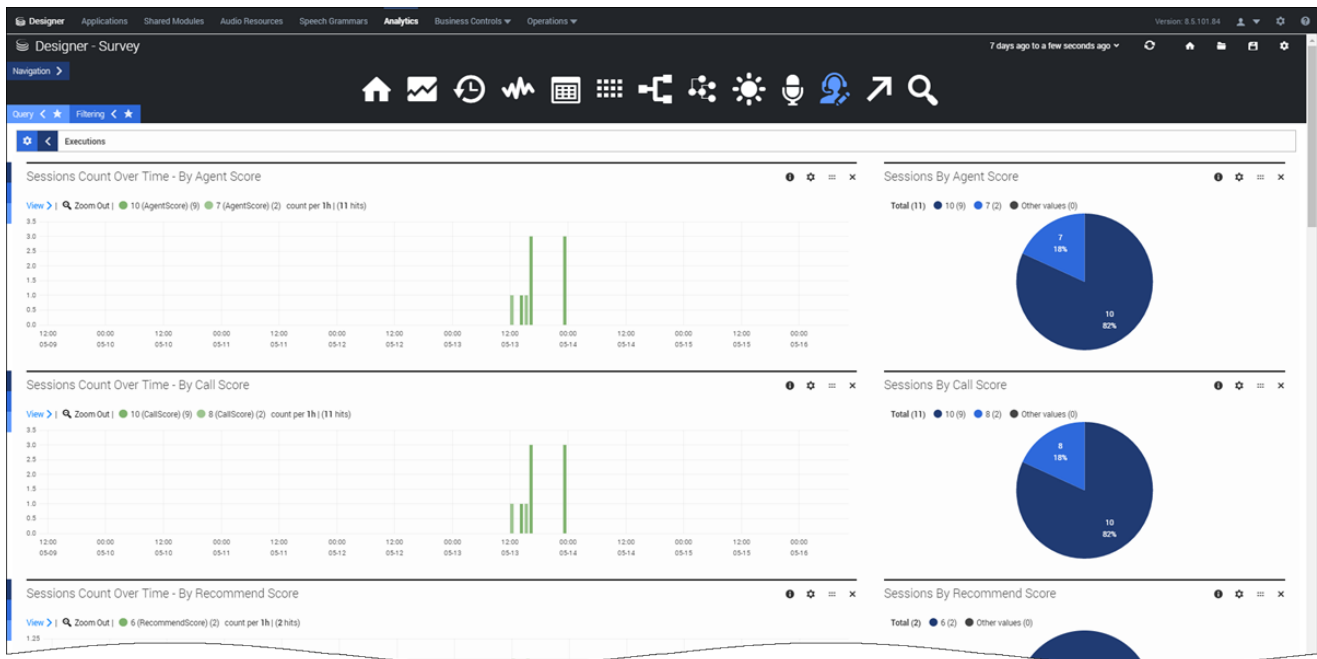 Designer Applications Shared Modules Audio Resources Speech Grammars Analytics Business Controls Operations Version: 8.5.101.84
Designer - Survey 7 days ago to a few seconds ago
Navigation
Query Filtering
Executions
Sessions Count Over Time - By Agent Score
View | Zoom Out | 10 (AgentScore) (9) 7 (AgentScore) (2) count per 1h | (11 hits)
3.5
3.0
2.5
2.0
1.5
1.0
0.5
0.0
12:00 00:00 12:00 00:00 12:00 00:00 12:00 00:00 12:00 00:00 12:00 00:00 12:00 00:00
05-09 05-10 05-10 05-11 05-11 05-12 05-12 05-13 05-13 05-14 05-14 05-15 05-15 05-16
Sessions By Agent Score
Total (11) 10 (9) 7 (2) Other values (0)
7
18%
10
82%
Sessions Count Over Time - By Call Score
View | Zoom Out | 10 (CallScore) (9) 8 (CallScore) (2) count per 1h | (11 hits)
3.5
3.0
2.5
2.0
1.5
1.0
0.5
0.0
12:00 00:00 12:00 00:00 12:00 00:00 12:00 00:00 12:00 00:00 12:00 00:00 12:00 00:00
05-09 05-10 05-10 05-11 05-11 05-12 05-12 05-13 05-13 05-14 05-14 05-15 05-15 05-16
Sessions By Call Score
Total (11) 10 (9) 8 (2) Other values (0)
8
18%
10
82%
Sessions Count Over Time - By Recommend Score
View | Zoom Out | 6 (RecommendScore) (2) count per 1h | (2 hits)
1.25
Sessions By Recommend Score
Total (2) 6 (2) Other values (0)